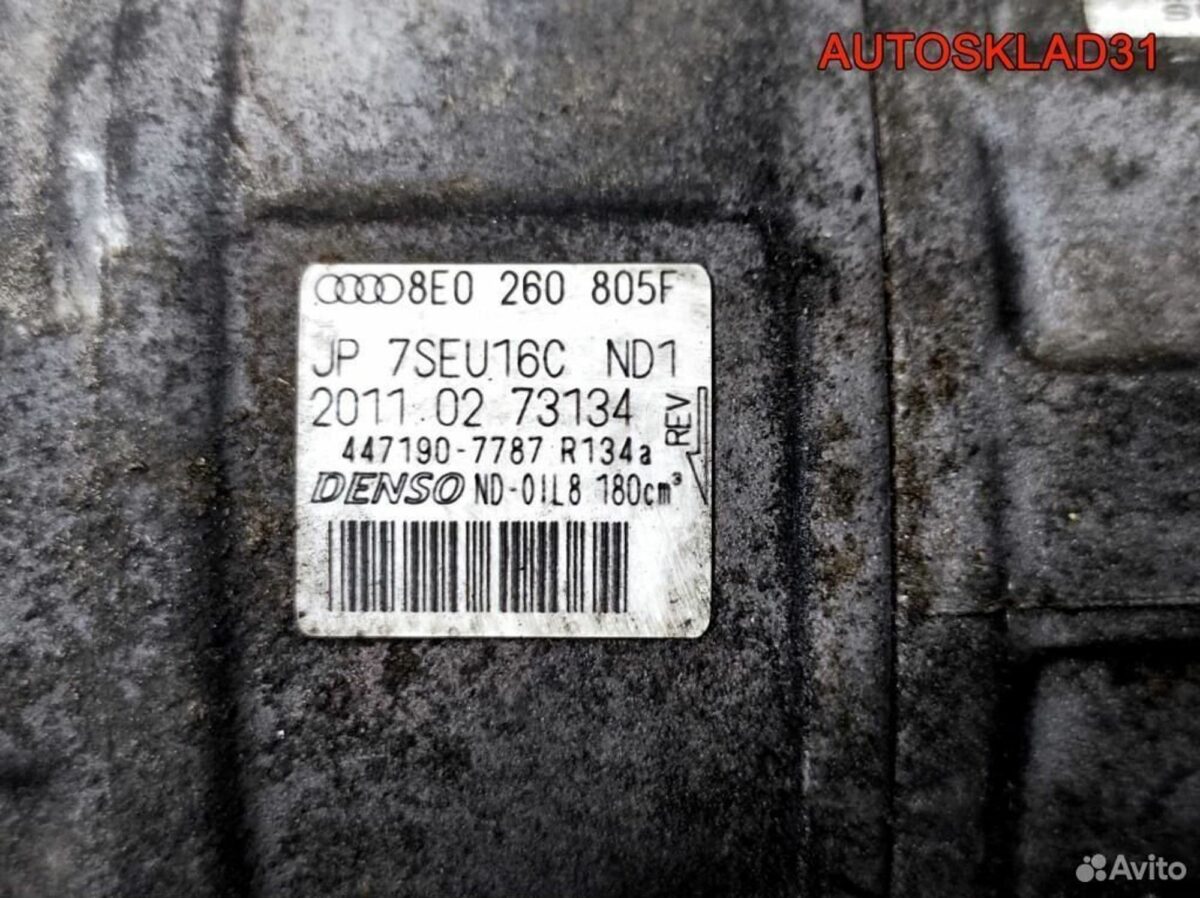 AUTOSKLAD31
8E0 260 805F
JP 7SEU16C ND1
2011.02 73134
REV
447190-7787 R134a
DENSO ND-OIL8 180cm³
Avito